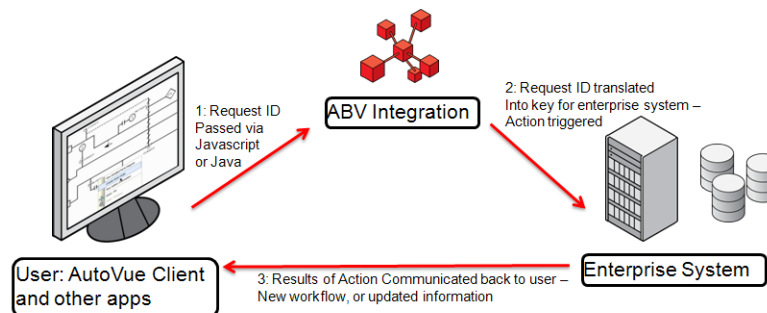 1: Request ID
Passed via
Javascript
or Java
ABV Integration
2: Request ID translated
Into key for enterprise system –
Action triggered
User: AutoVue Client
and other apps
3: Results of Action Communicated back to user –
New workflow, or updated information
Enterprise System